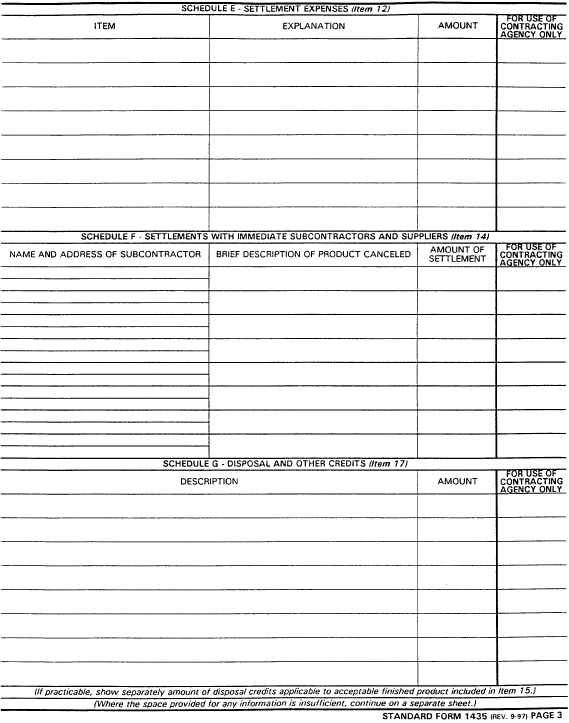 SCHEDULE E - SETTLEMENT EXPENSES (Item 12)
ITEM EXPLANATION AMOUNT FOR USE OF CONTRACTING AGENCY ONLY
SCHEDULE F - SETTLEMENTS WITH IMMEDIATE SUBCONTRACTORS AND SUPPLIERS (Item 14)
NAME AND ADDRESS OF SUBCONTRACTOR BRIEF DESCRIPTION OF PRODUCT CANCELED AMOUNT OF SETTLEMENT FOR USE OF CONTRACTING AGENCY ONLY
SCHEDULE G - DISPOSAL AND OTHER CREDITS (Item 17)
DESCRIPTION AMOUNT FOR USE OF CONTRACTING AGENCY ONLY
(If practicable, show separately amount of disposal credits applicable to acceptable finished product included in Item 15.)
(Where the space provided for any information is insufficient, continue on a separate sheet.)
STANDARD FORM 1435 (REV. 9-97) PAGE 3